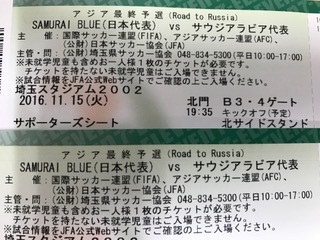 アジア最終予選(Road to Russia)
SAMURAI BLUE(日本代表) vs サウジアラビア代表
主 催:国際サッカー連盟(FIFA)、アジアサッカー連盟(AFC)、
(公財)日本サッカー協会(JFA)
(公財)埼玉県サッカー協会 048-834-5300(平日10:00~17:00)
※未就学児童も含めお一人様1枚のチケットが必要です。
チケットを持たない未就学児童はご入場できません。
※試合情報をJFA公式Webサイトでご確認の上ご来場ください。
埼玉スタジアム2002
2016.11.15(火) 北門 B3・4ゲート
19:35 キックオフ(予定)
サポーターズシート 北サイドスタンド
アジア最終予選(Road to Russia)
SAMURAI BLUE(日本代表) vs サウジアラビア代表
主 催:国際サッカー連盟(FIFA)、アジアサッカー連盟(AFC)、
(公財)日本サッカー協会(JFA)
(公財)埼玉県サッカー協会 048-834-5300(平日10:00~17:00)
※未就学児童も含めお一人様1枚のチケットが必要です。
チケットを持たない未就学児童はご入場できません。
※試合情報をJFA公式Webサイトでご確認の上ご来場ください。
埼玉スタジアム2002